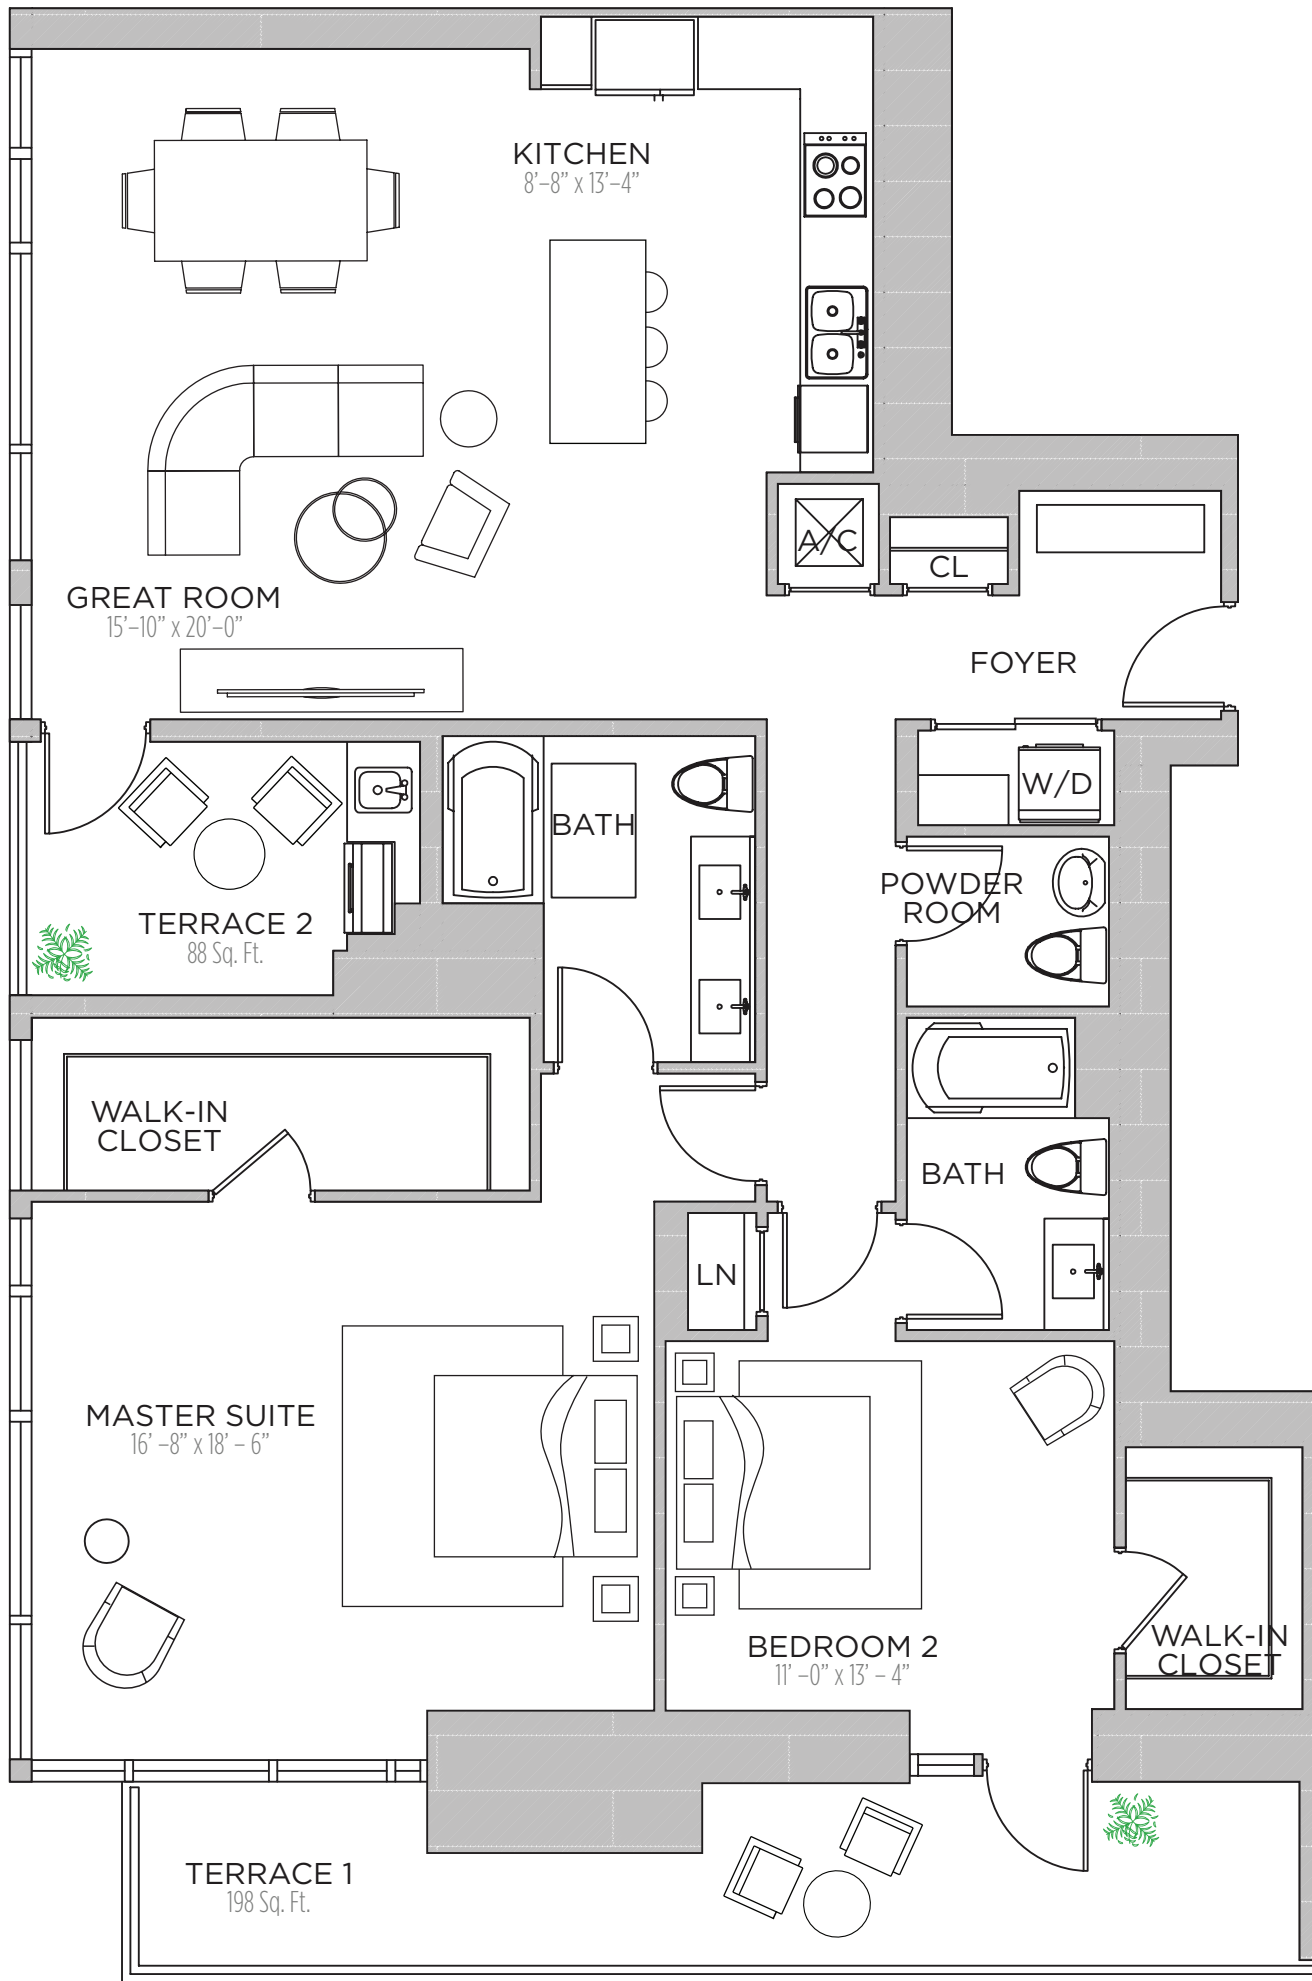 KITCHEN
8'–8" x 13'–4"
A/C
CL
GREAT ROOM
15'–10" x 20'–0"
FOYER
W/D
BATH
POWDER
ROOM
TERRACE 2
88 Sq. Ft.
WALK-IN
CLOSET
BATH
LN
MASTER SUITE
16' –8" x 18' – 6"
BEDROOM 2
11' –0" x 13' – 4"
WALK-IN
CLOSET
TERRACE 1
198 Sq. Ft.